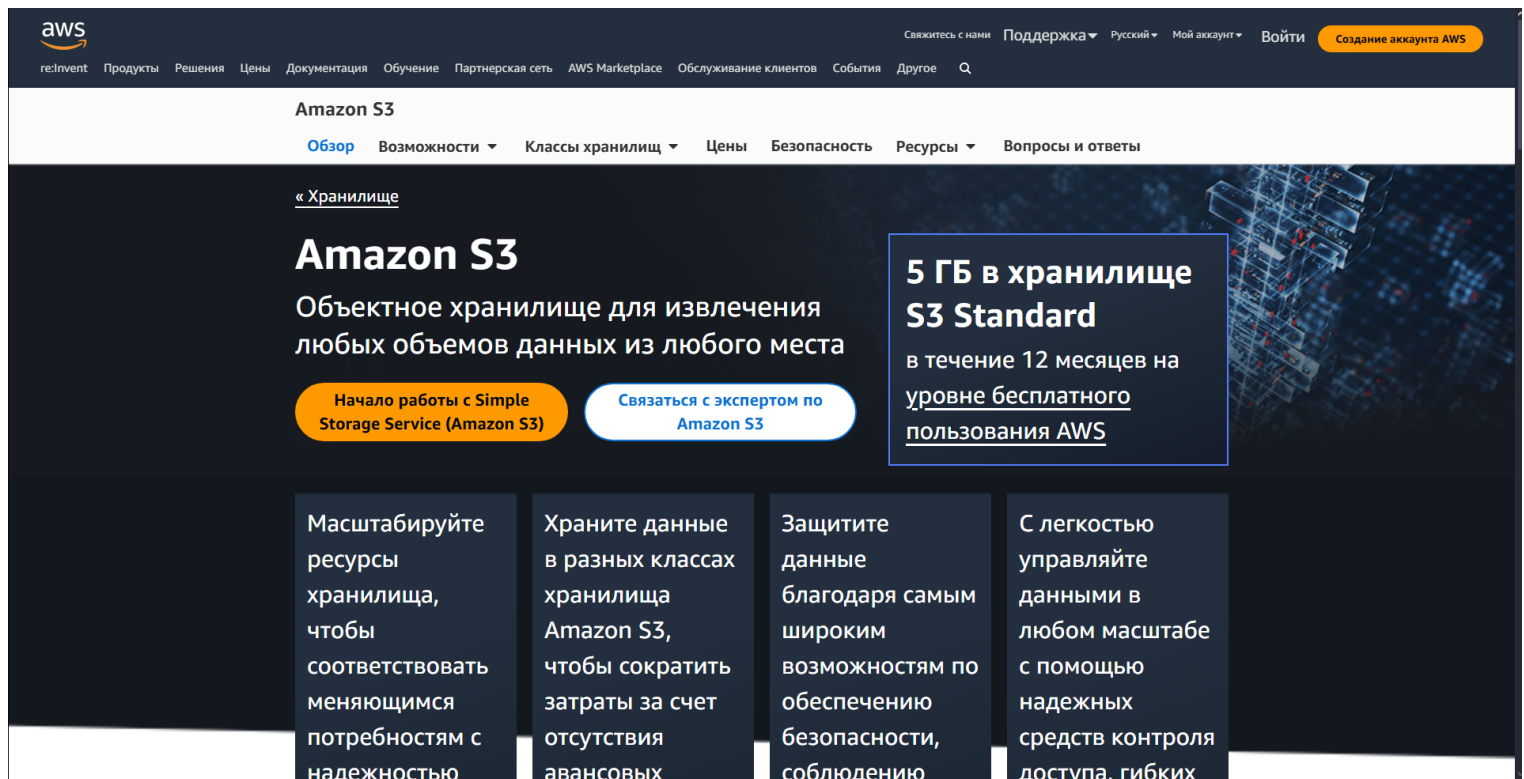 aws
Свяжитесь с нами Поддержка Русский Мой аккаунт Войти Создание аккаунта AWS
re:Invent Продукты Решения Цены Документация Обучение Партнерская сеть AWS Marketplace Обслуживание клиентов События Другое
Amazon S3
Обзор Возможности Классы хранилищ Цены Безопасность Ресурсы Вопросы и ответы
« Хранилище
Amazon S3
Объектное хранилище для извлечения
любых объемов данных из любого места
Начало работы с Simple
Storage Service (Amazon S3)
Связаться с экспертом по
Amazon S3
5 ГБ в хранилище
S3 Standard
в течение 12 месяцев на
уровне бесплатного
пользования AWS
Масштабируйте
ресурсы
хранилища,
чтобы
соответствовать
меняющимся
потребностям с
надежностью
Храните данные
в разных классах
хранилища
Amazon S3,
чтобы сократить
затраты за счет
отсутствия
авансовых
Защитите
данные
благодаря самым
широким
возможностям по
обеспечению
безопасности,
соблюдению
С легкостью
управляйте
данными в
любом масштабе
с помощью
надежных
средств контроля
доступа, гибких